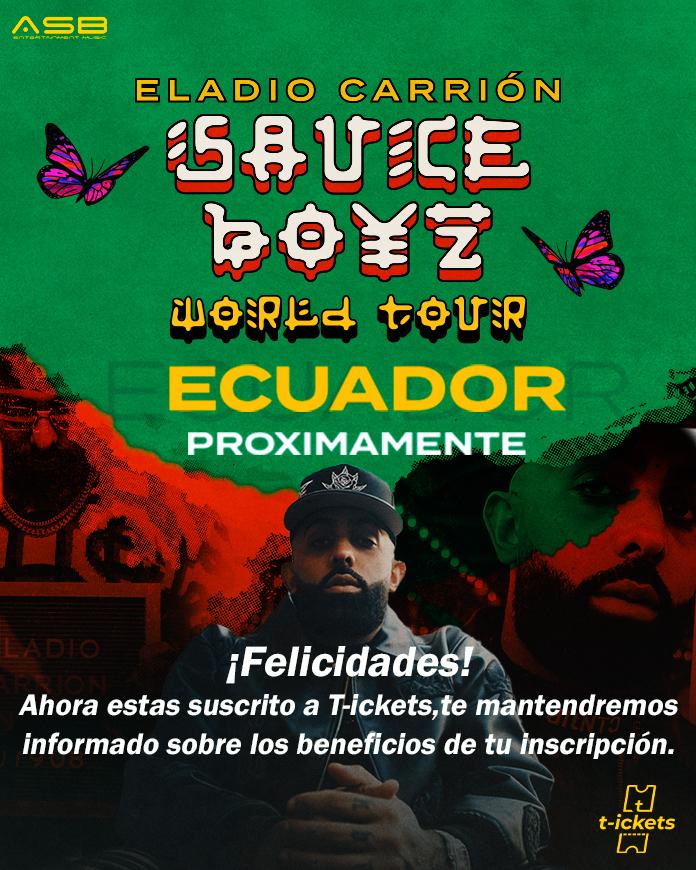 ASB
ENTERTAINMENT MUSIC
ELADIO CARRIÓN
SAUCE
BOYZ
WORLD TOUR
ECUADOR
PROXIMAMENTE
¡Felicidades!
Ahora estas suscrito a T-ickets,te mantendremos
informado sobre los beneficios de tu inscripción.
t
t-ickets